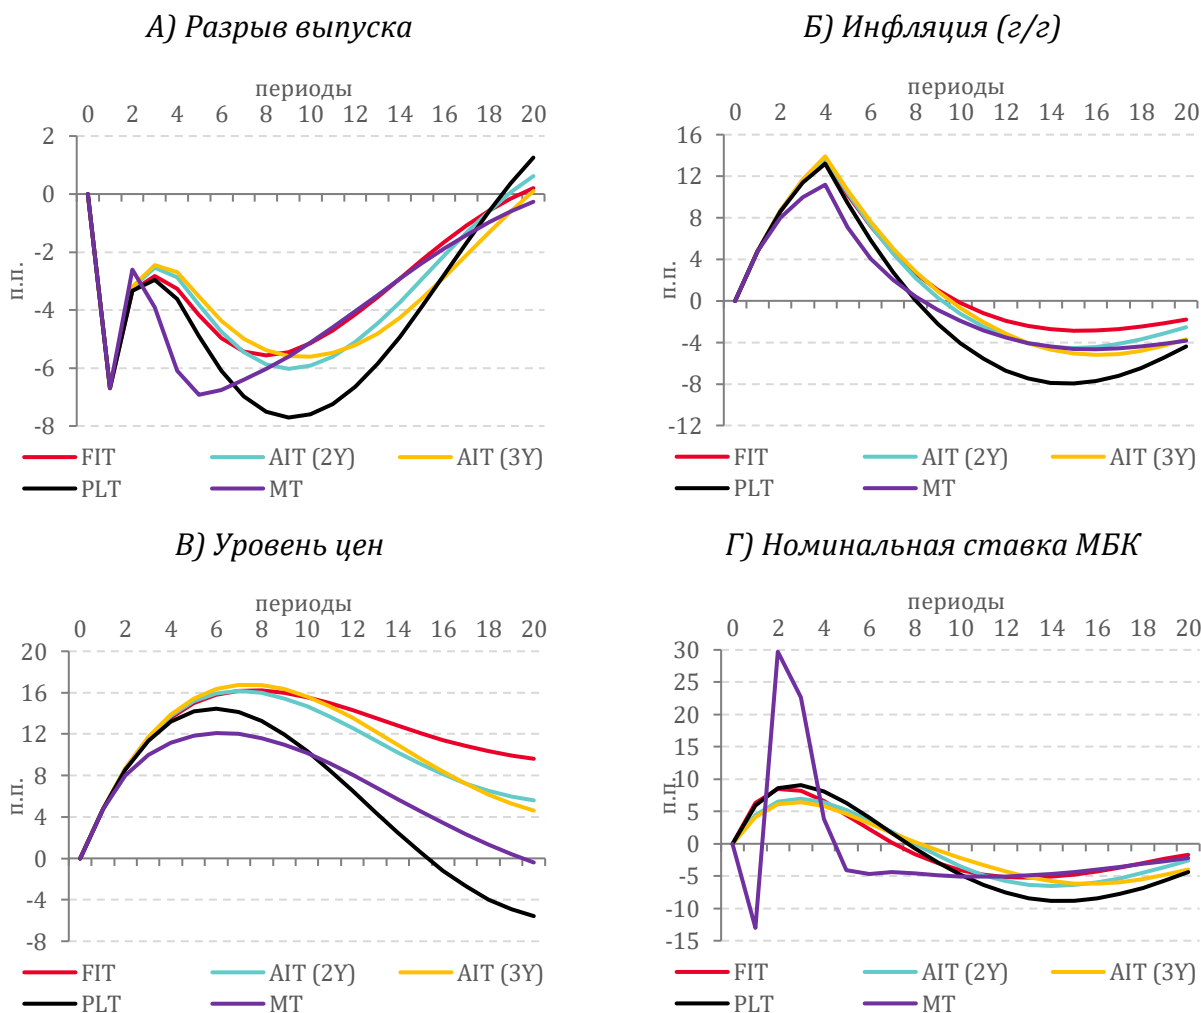 А) Разрыв выпуска
периоды
0 2 4 6 8 10 12 14 16 18 20
2
0
-2
-4
-6
-8
п.п.
FIT AIT (2Y) AIT (3Y)
PLT MT
Б) Инфляция (г/г)
периоды
0 2 4 6 8 10 12 14 16 18 20
16
12
8
4
0
-4
-8
-12
п.п.
FIT AIT (2Y) AIT (3Y)
PLT MT
В) Уровень цен
периоды
0 2 4 6 8 10 12 14 16 18 20
20
16
12
8
4
0
-4
-8
п.п.
FIT AIT (2Y) AIT (3Y)
PLT MT
Г) Номинальная ставка МБК
периоды
0 2 4 6 8 10 12 14 16 18 20
30
25
20
15
10
5
0
-5
-10
-15
п.п.
FIT AIT (2Y) AIT (3Y)
PLT MT